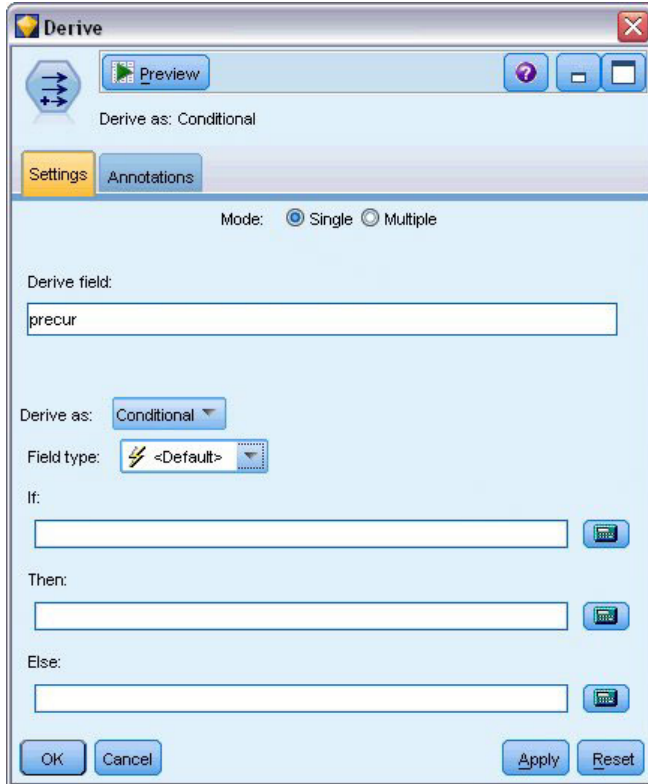 Derive
Preview
Derive as: Conditional
Settings Annotations
Mode: Single Multiple
Derive field:
precur
Derive as: Conditional
Field type: <Default>
If:
Then:
Else:
OK Cancel Apply Reset